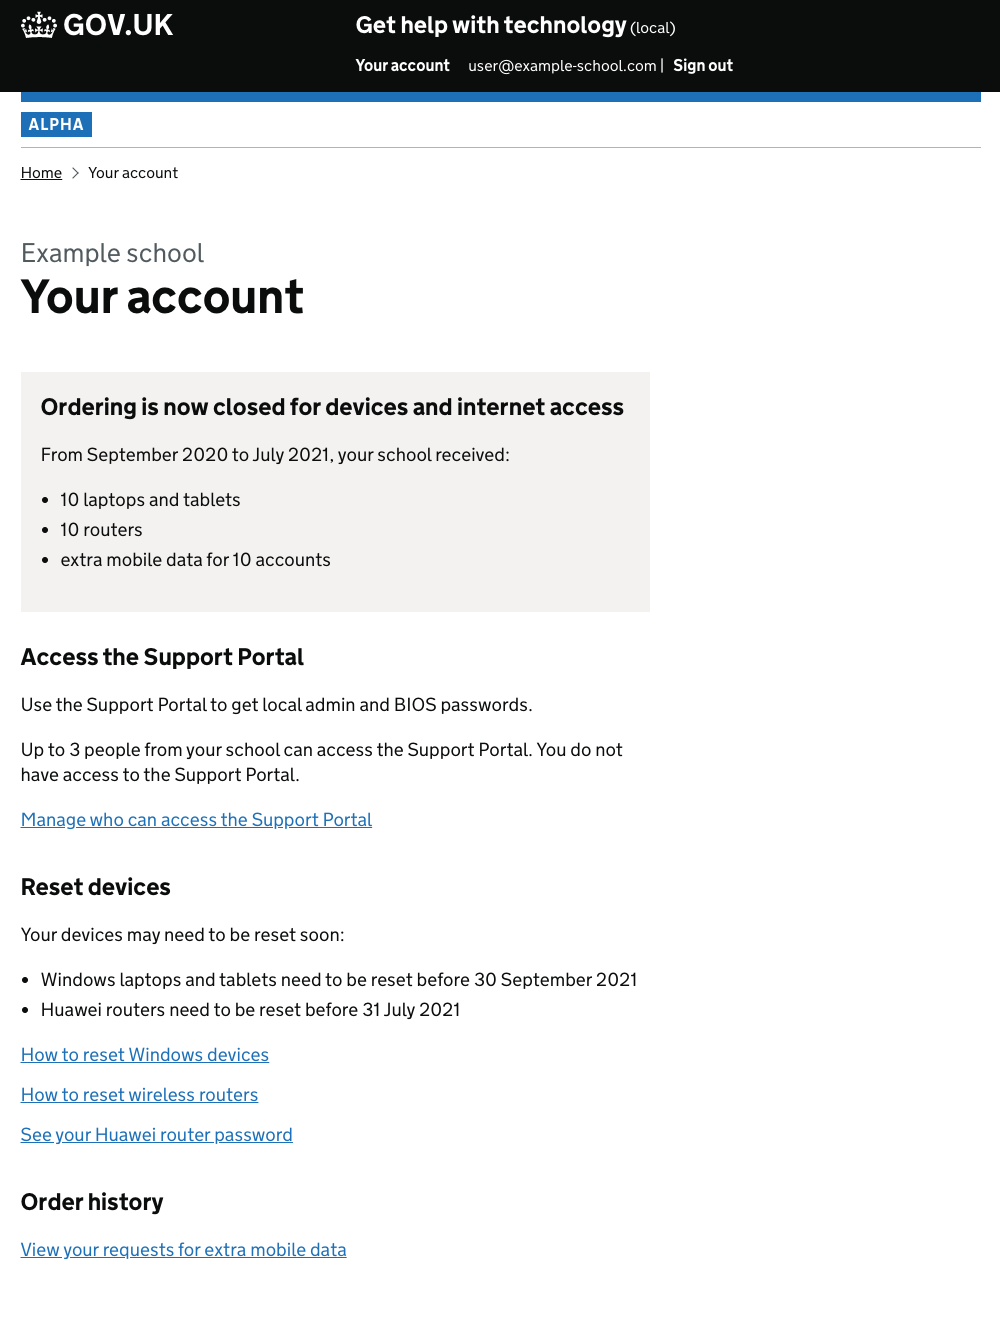 GOV.UK
Get help with technology (local)
Your account user@example-school.com | Sign out
ALPHA
Home > Your account
Example school
Your account
Ordering is now closed for devices and internet access
From September 2020 to July 2021, your school received:
• 10 laptops and tablets
• 10 routers
• extra mobile data for 10 accounts
Access the Support Portal
Use the Support Portal to get local admin and BIOS passwords.
Up to 3 people from your school can access the Support Portal. You do not
have access to the Support Portal.
Manage who can access the Support Portal
Reset devices
Your devices may need to be reset soon:
• Windows laptops and tablets need to be reset before 30 September 2021
• Huawei routers need to be reset before 31 July 2021
How to reset Windows devices
How to reset wireless routers
See your Huawei router password
Order history
View your requests for extra mobile data